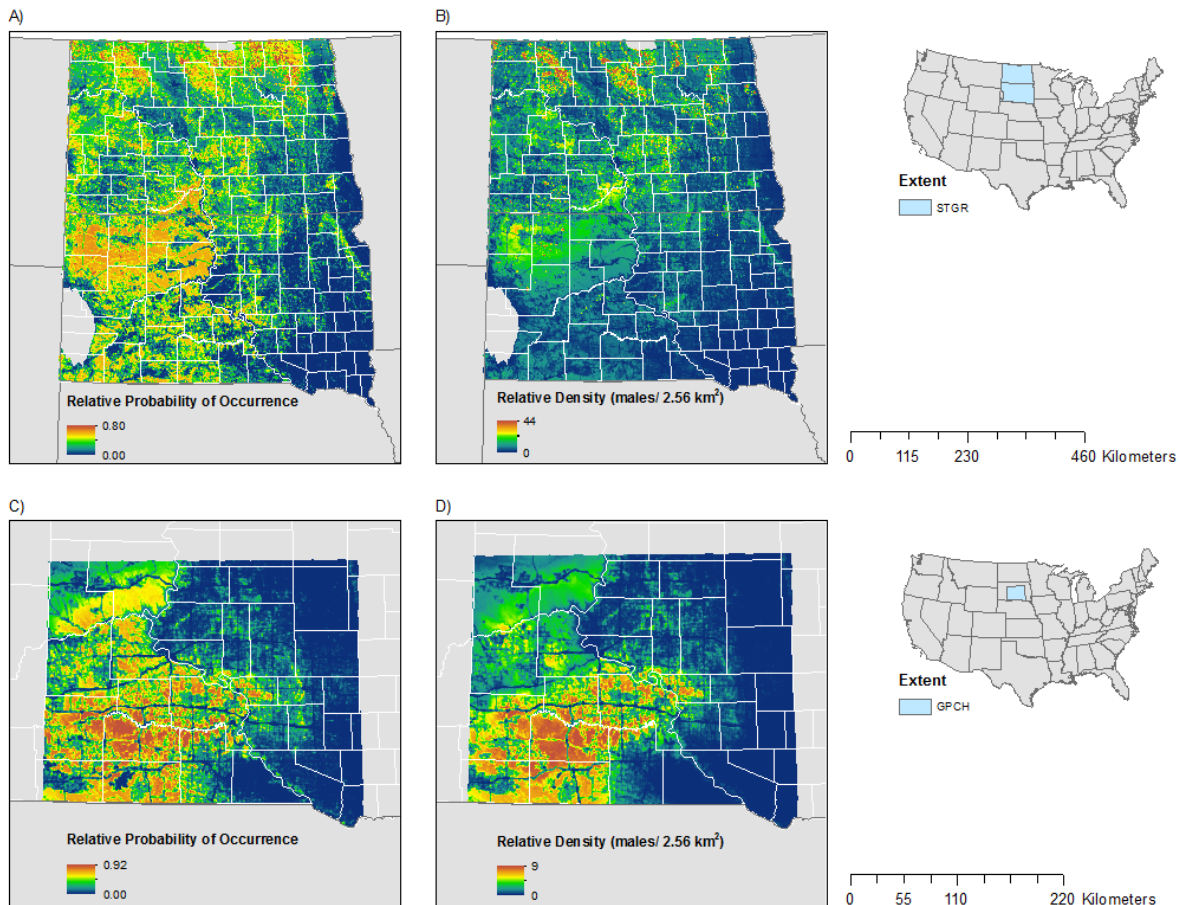 A)
B)
Extent
STGR
Relative Probability of Occurrence
0.80
0.00
Relative Density (males/ 2.56 km²)
44
0
0 115 230 460 Kilometers
C)
D)
Extent
GPCH
Relative Probability of Occurrence
0.92
0.00
Relative Density (males/ 2.56 km²)
9
0
0 55 110 220 Kilometers